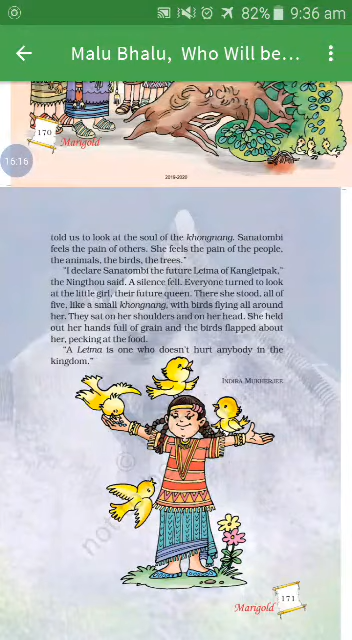 82% 9:36 am
Malu Bhalu, Who Will be...
170
Marigold
16:16
2019-2020
told us to look at the soul of the khongnang. Sanatombi
feels the pain of others. She feels the pain of the people,
the animals, the birds, the trees."
"I declare Sanatombi the future Leima of Kangleipak,"
the Ningthou said. A silence fell. Everyone turned to look
at the little girl, their future queen. There she stood, all of
five, like a small khongnang, with birds flying all around
her. They sat on her shoulders and on her head. She held
out her hands full of grain and the birds flapped about
her, pecking at the food.
"A Leima is one who doesn't hurt anybody in the
kingdom."
INDIRA MUKHERJEE
©
not
Marigold
171